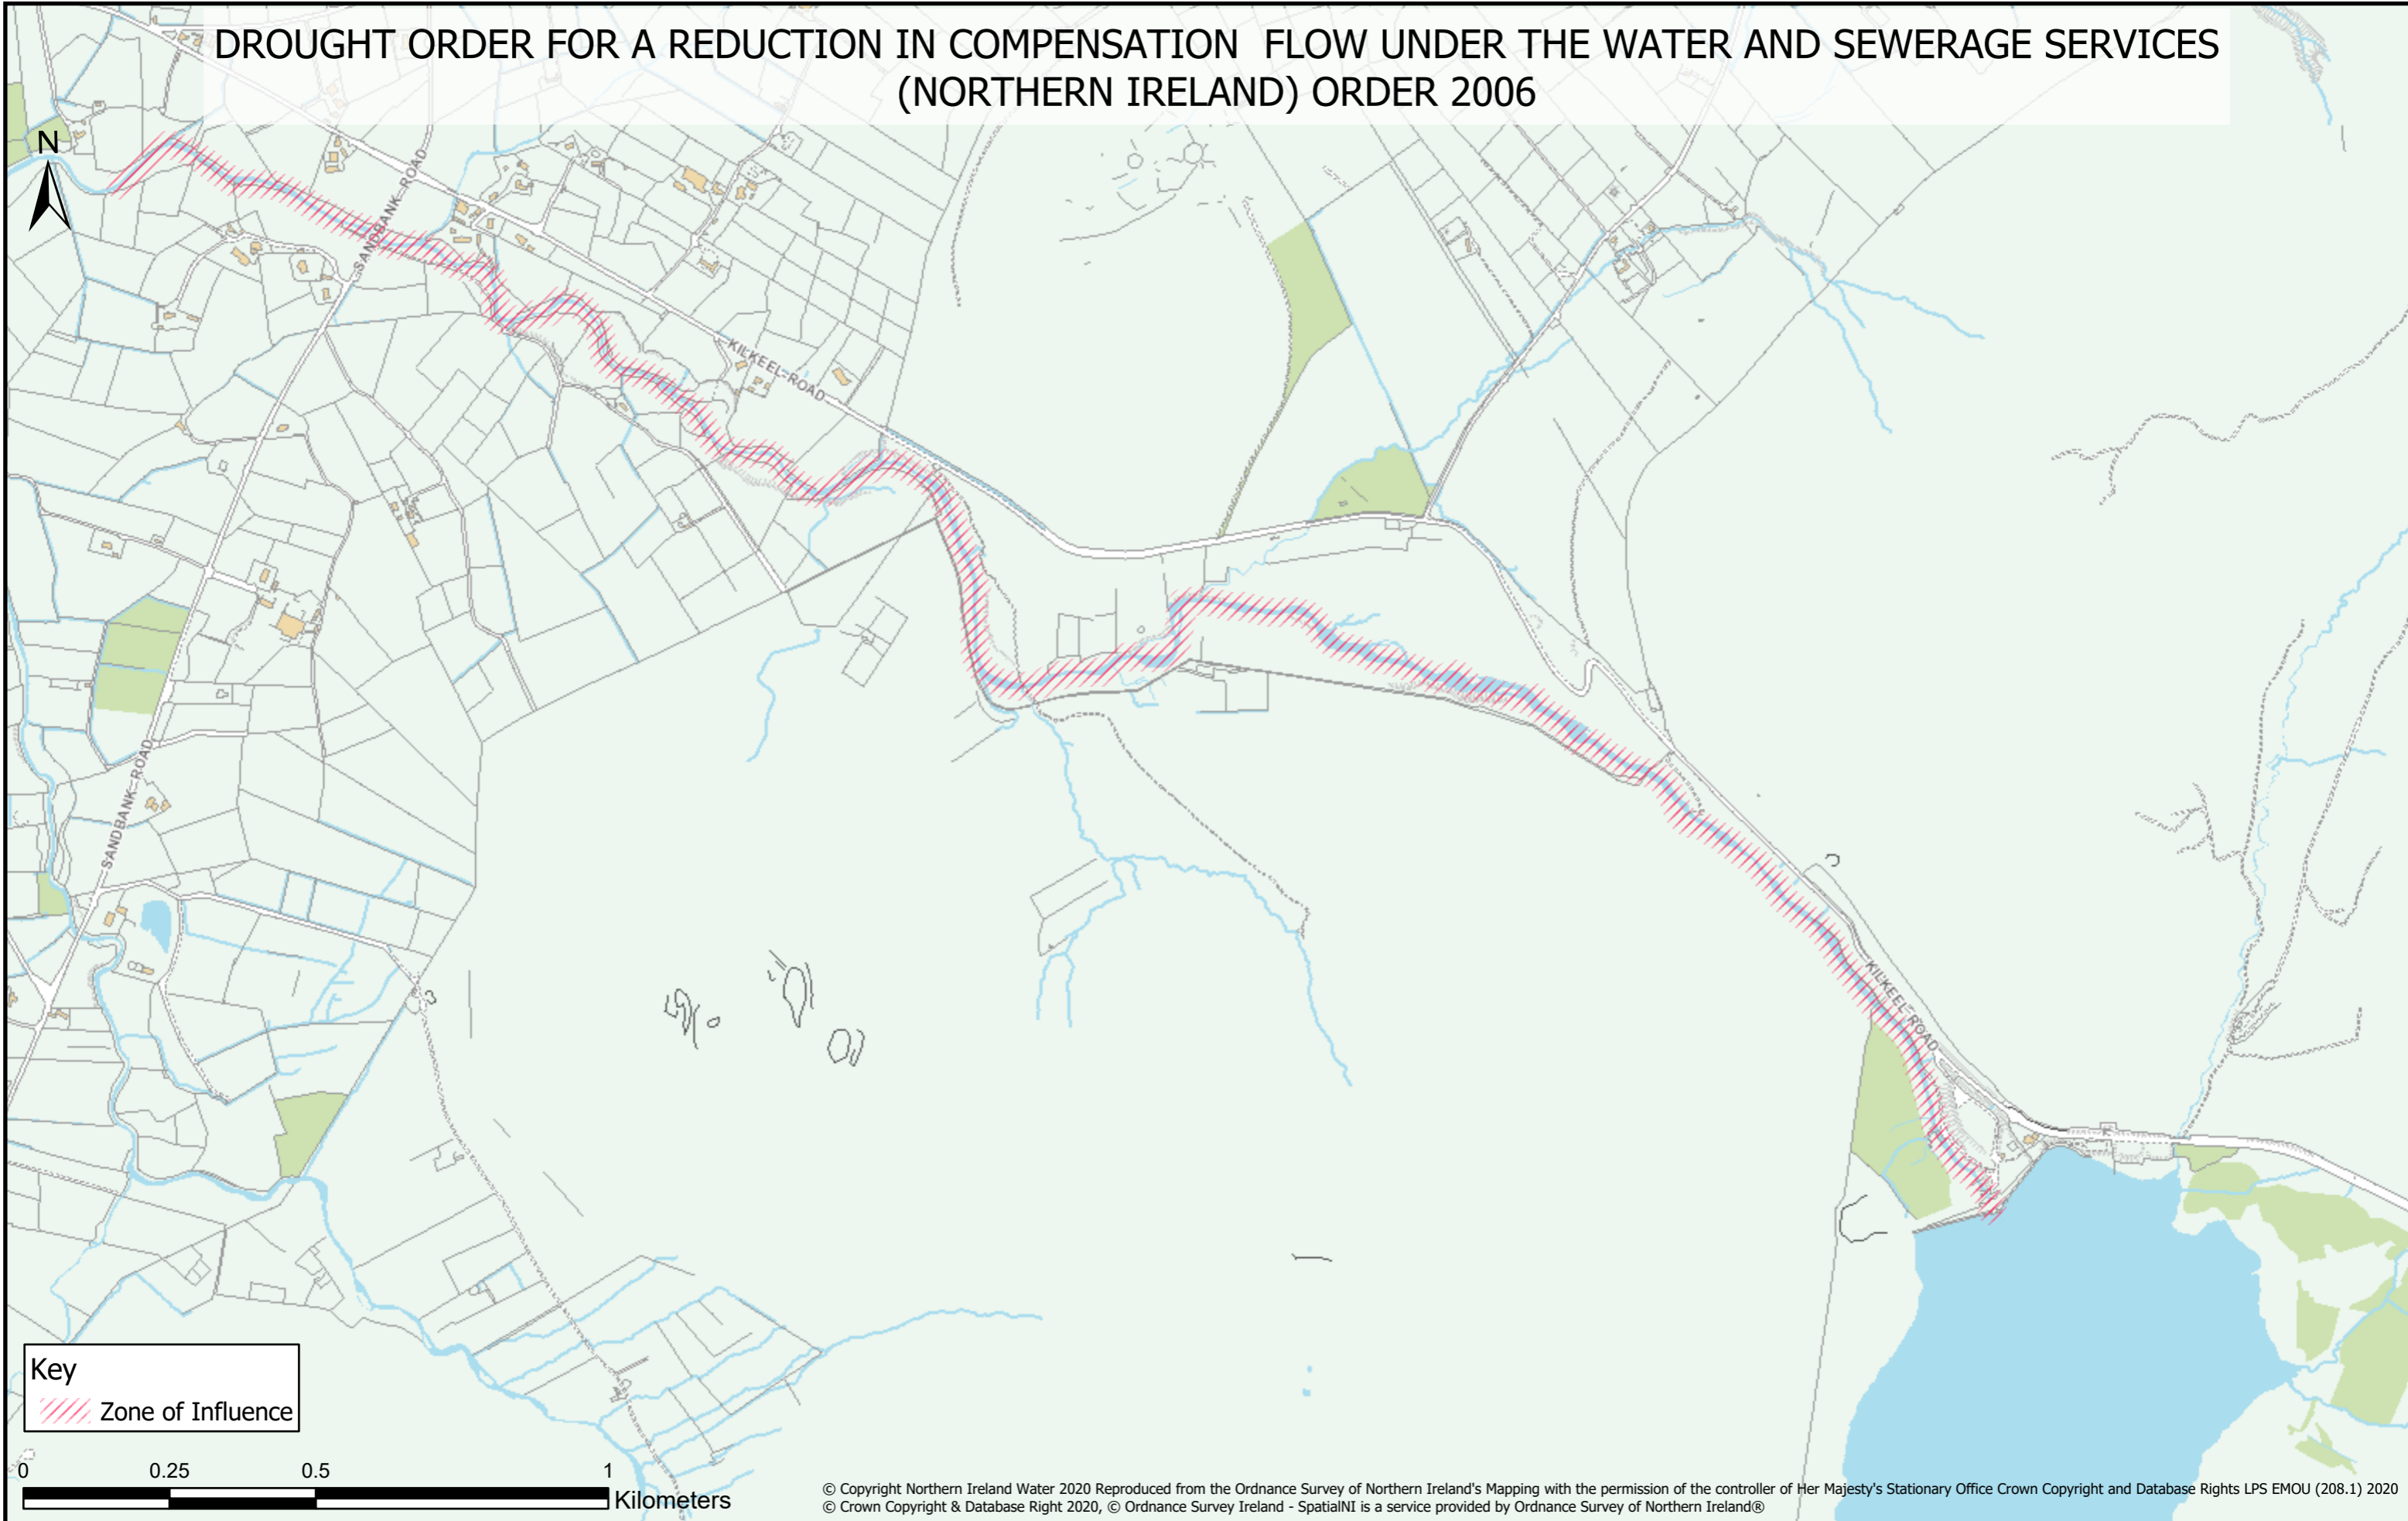 DROUGHT ORDER FOR A REDUCTION IN COMPENSATION FLOW UNDER THE WATER AND SEWERAGE SERVICES
(NORTHERN IRELAND) ORDER 2006
N
SANDBANK ROAD
KILKEEL ROAD
SANDBANK ROAD
KILKEEL ROAD
Key
Zone of Influence
0 0.25 0.5 1
Kilometers
© Copyright Northern Ireland Water 2020 Reproduced from the Ordnance Survey of Northern Ireland's Mapping with the permission of the controller of Her Majesty's Stationary Office Crown Copyright and Database Rights LPS EMOU (208.1) 2020
© Crown Copyright & Database Right 2020, © Ordnance Survey Ireland - SpatialNI is a service provided by Ordnance Survey of Northern Ireland®